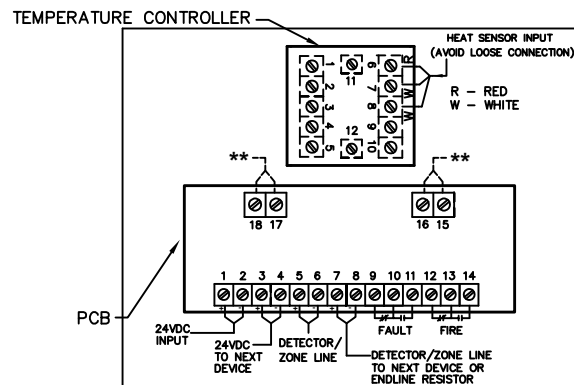 TEMPERATURE CONTROLLER
HEAT SENSOR INPUT
(AVOID LOOSE CONNECTION)
R - RED
W - WHITE
1 2 3 4 5
11
12
6 7 8 9 10
R
W
W
** **
18 17 16 15
1 2 3 4 5 6 7 8 9 10 11 12 13 14
+ - + - + - + -
PCB
24VDC
INPUT
24VDC
TO NEXT
DEVICE
DETECTOR/
ZONE LINE
DETECTOR/ZONE LINE
TO NEXT DEVICE OR
ENDLINE RESISTOR
FAULT
FIRE